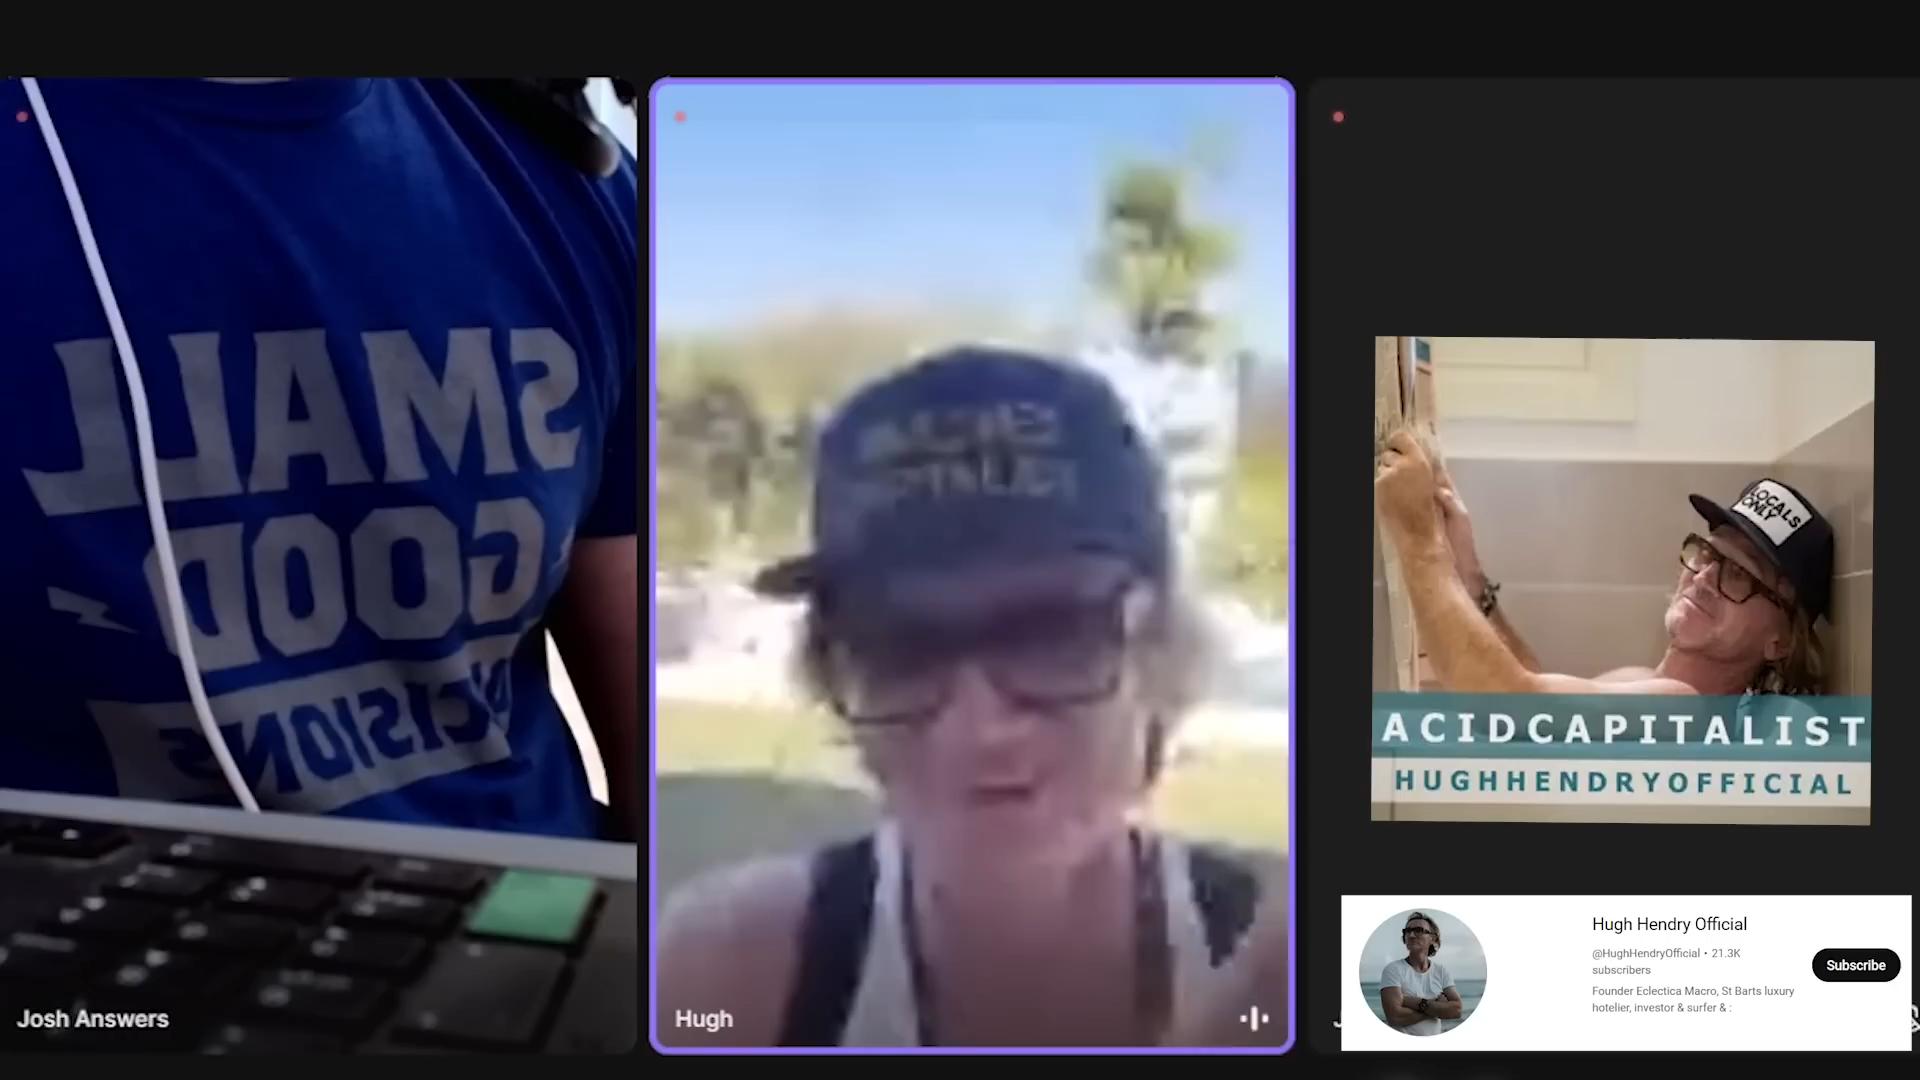 SMALL
GOOD
DECISIONS
Josh Answers
Hugh
LOCALS
ONLY
ACIDCAPITALIST
HUGHHENDRYOFFICIAL
Hugh Hendry Official
@HughHendryOfficial • 21.3K
subscribers
Founder Eclectica Macro, St Barts luxury
hotelier, investor & surfer & :
Subscribe